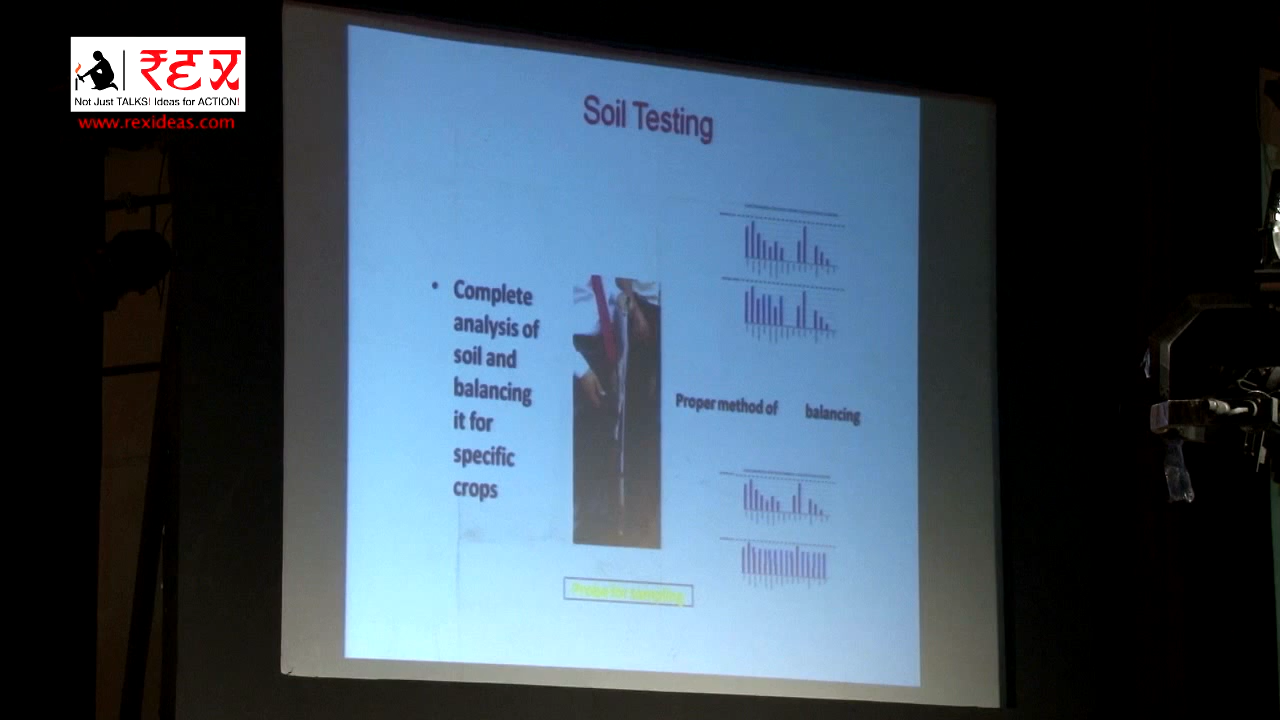 ₹EX
Not Just TALKS! Ideas for ACTION!
www.rexideas.com
Soil Testing
• Complete
analysis of
soil and
balancing
it for
specific
crops
Proper method of balancing
Probe for sampling